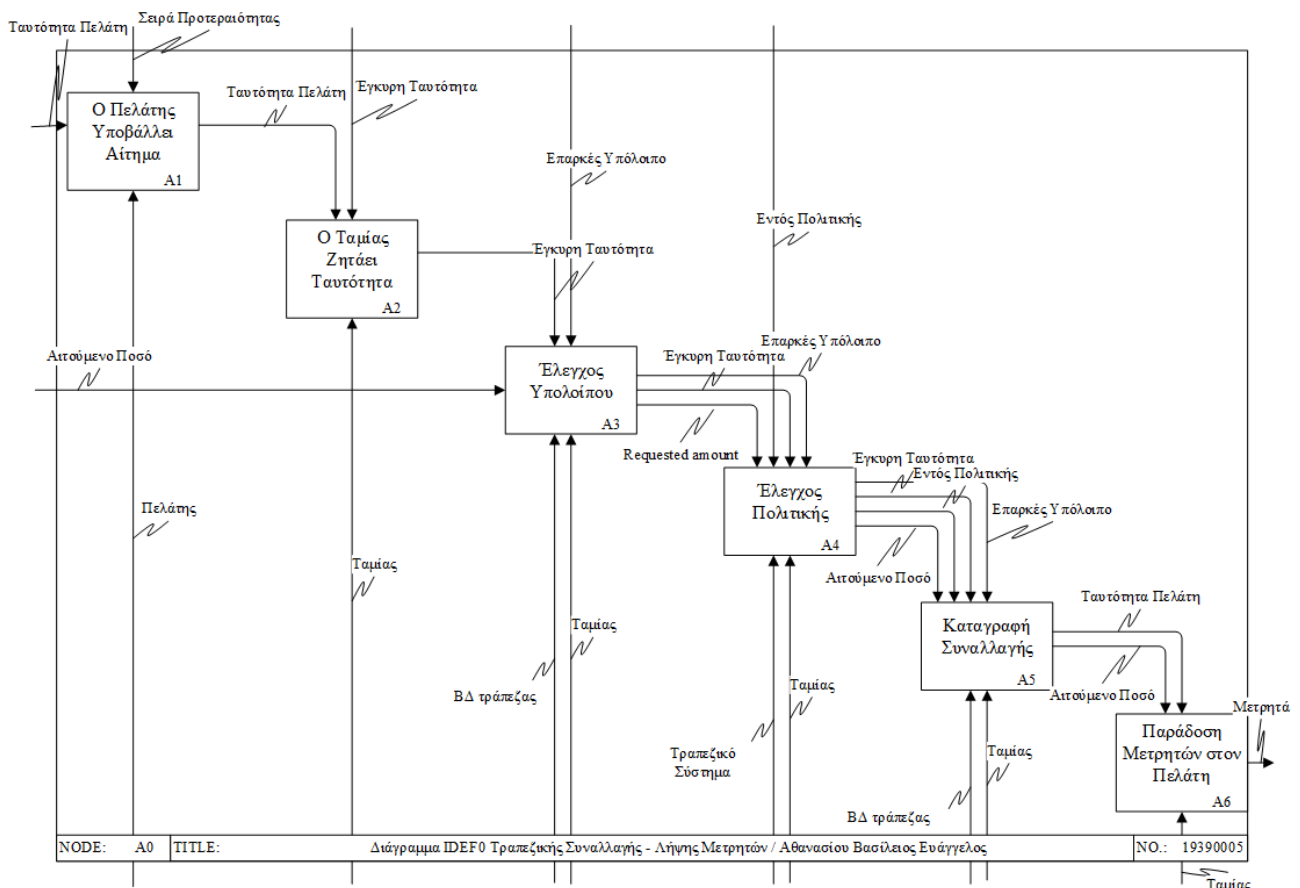 Ταυτότητα Πελάτη
Σειρά Προτεραιότητας
Ο Πελάτης
Υποβάλλει
Αίτημα
A1
Ταυτότητα Πελάτη
Έγκυρη Ταυτότητα
Ο Ταμίας
Ζητάει
Ταυτότητα
A2
Επαρκές Υπόλοιπο
Έγκυρη Ταυτότητα
Εντός Πολιτικής
Αιτούμενο Ποσό
Έλεγχος
Υπολοίπου
A3
Έγκυρη Ταυτότητα
Επαρκές Υπόλοιπο
Requested amount
Έλεγχος
Πολιτικής
A4
Έγκυρη Ταυτότητα
Εντός Πολιτικής
Επαρκές Υπόλοιπο
Αιτούμενο Ποσό
Πελάτης
Ταμίας
Ταμίας
ΒΔ τράπεζας
Καταγραφή
Συναλλαγής
A5
Ταυτότητα Πελάτη
Αιτούμενο Ποσό
Ταμίας
Τραπεζικό
Σύστημα
Ταμίας
ΒΔ τράπεζας
Παράδοση
Μετρητών στον
Πελάτη
A6
Μετρητά
NODE: A0 TITLE: Διάγραμμα IDEF0 Τραπεζικής Συναλλαγής - Λήψης Μετρητών / Αθανασίου Βασίλειος Ευάγγελος NO.: 19390005
Ταμίας